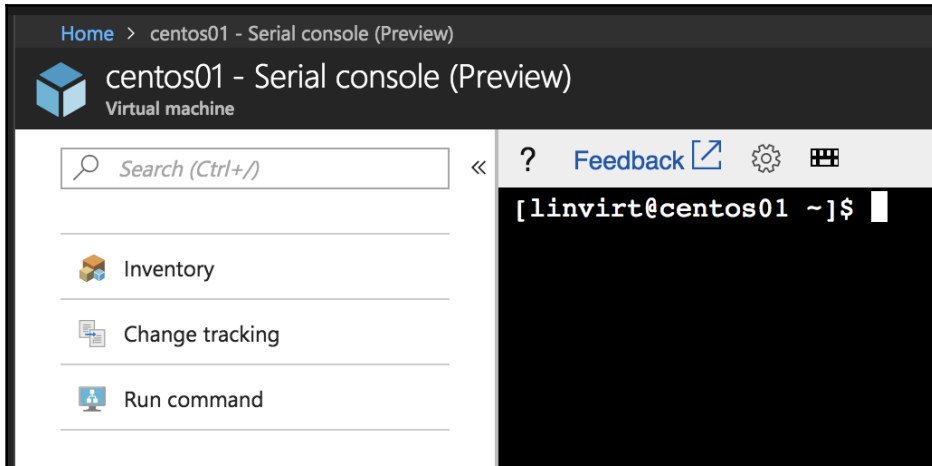 Home > centos01 - Serial console (Preview)
centos01 - Serial console (Preview)
Virtual machine
Search (Ctrl+/)
«
? Feedback
[linvirt@centos01 ~]$
Inventory
Change tracking
Run command